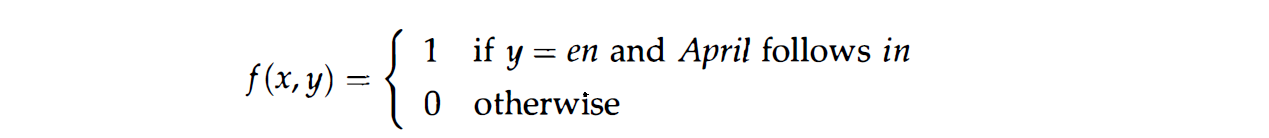 1 if y = en and April follows in
f(x, y) = {
0 otherwise